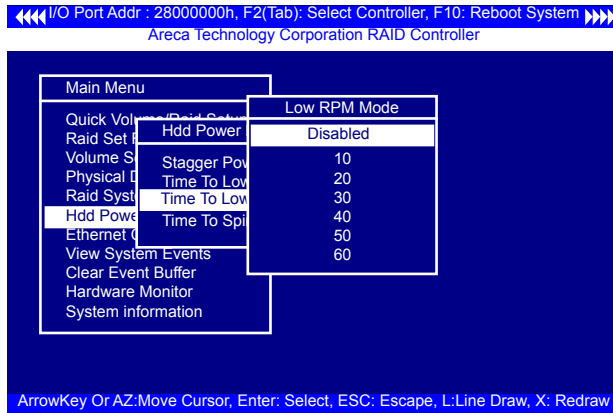 I/O Port Addr : 28000000h, F2(Tab): Select Controller, F10: Reboot System
Areca Technology Corporation RAID Controller
Main Menu
Quick Volume/Raid Setup
Raid Set
Volume S
Physical D
Raid Syst
Hdd Powe
Ethernet C
View System Events
Clear Event Buffer
Hardware Monitor
System information
Hdd Power
Stagger Pow
Time To Low
Time To Low
Time To Spi
Low RPM Mode
Disabled
10
20
30
40
50
60
ArrowKey Or AZ:Move Cursor, Enter: Select, ESC: Escape, L:Line Draw, X: Redraw